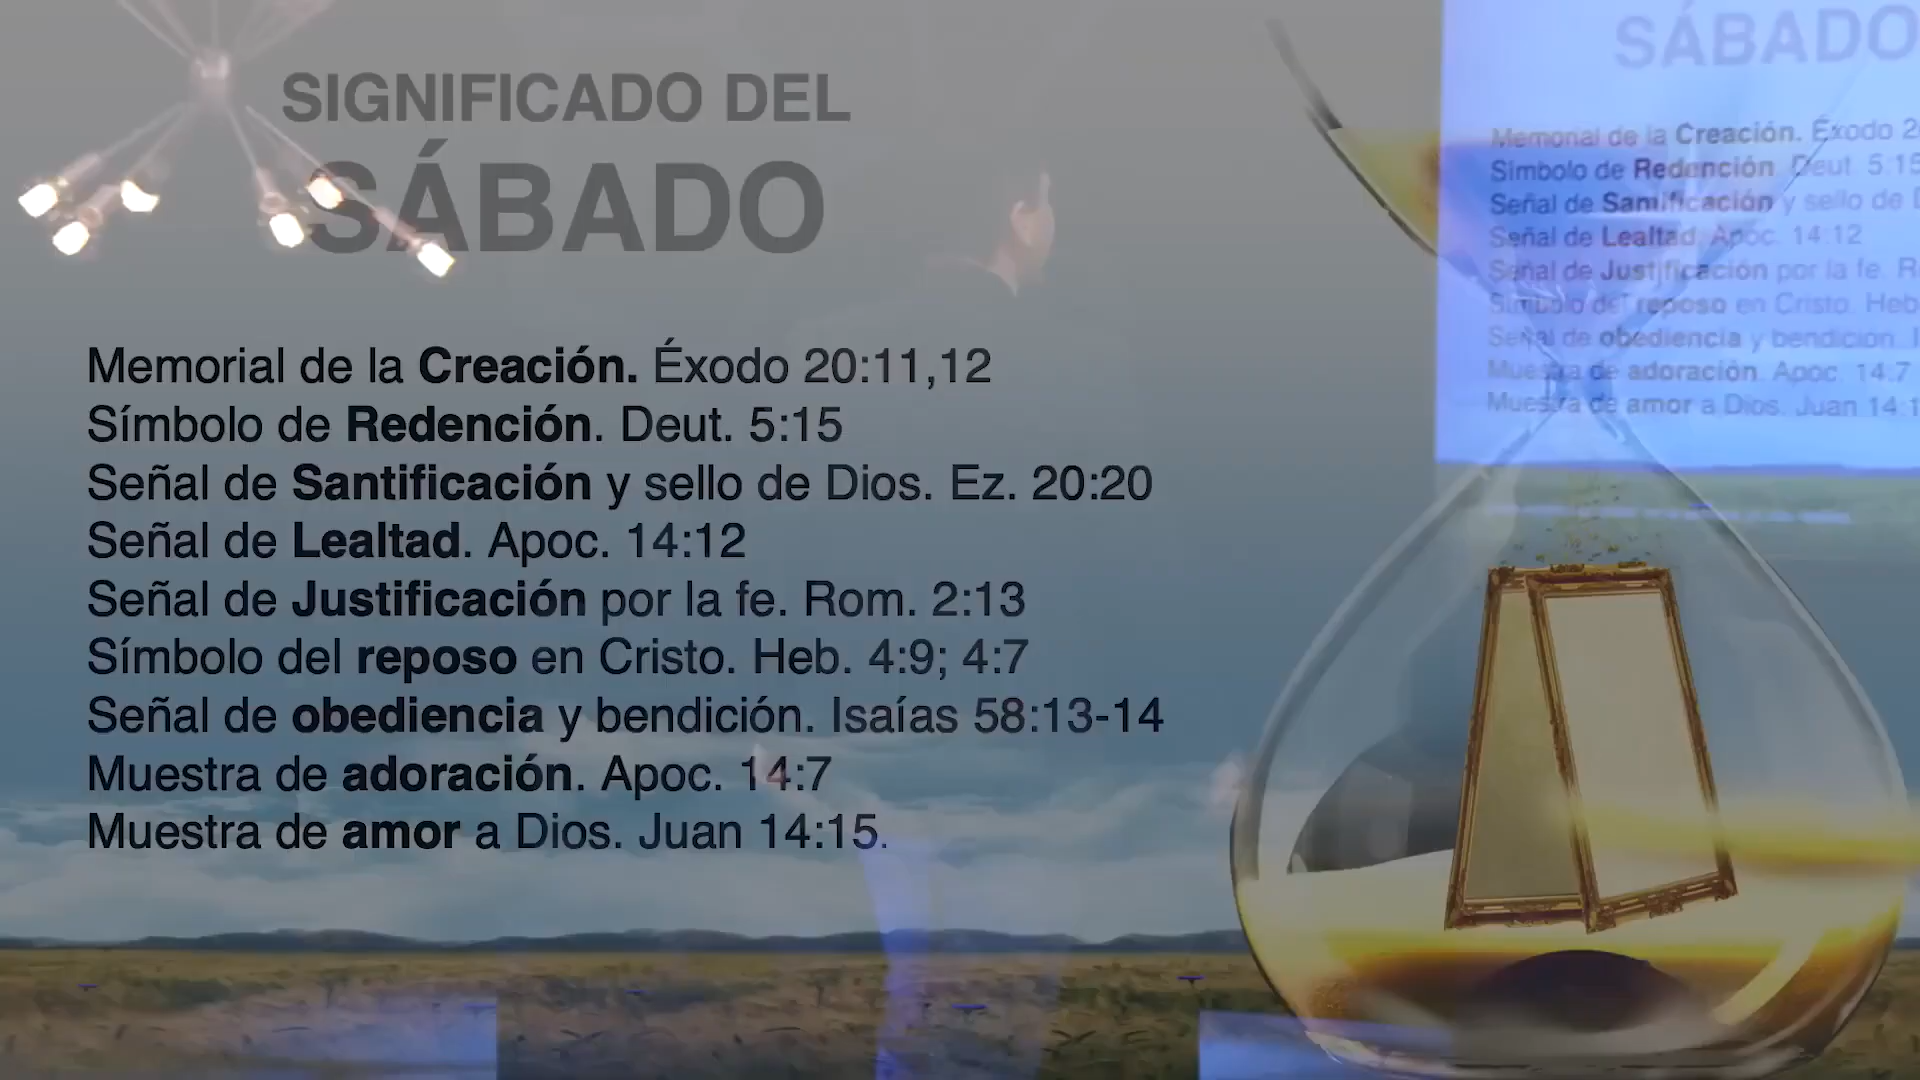 SIGNIFICADO DEL
SÁBADO
Memorial de la Creación. Éxodo 20:11,12
Símbolo de Redención. Deut. 5:15
Señal de Santificación y sello de Dios. Ez. 20:20
Señal de Lealtad. Apoc. 14:12
Señal de Justificación por la fe. Rom. 2:13
Símbolo del reposo en Cristo. Heb. 4:9; 4:7
Señal de obediencia y bendición. Isaías 58:13-14
Muestra de adoración. Apoc. 14:7
Muestra de amor a Dios. Juan 14:15.
SÁBADO
Memorial de la Creación. Éxodo
Símbolo de Redención. Deut. 5:15
Señal de Santificación y sello de
Señal de Lealtad. Apoc. 14:12
Señal de Justificación por la fe.
Símbolo del reposo en Cristo. Heb
Señal de obediencia y bendición.
Muestra de adoración. Apoc. 14:7
Muestra de amor a Dios. Juan